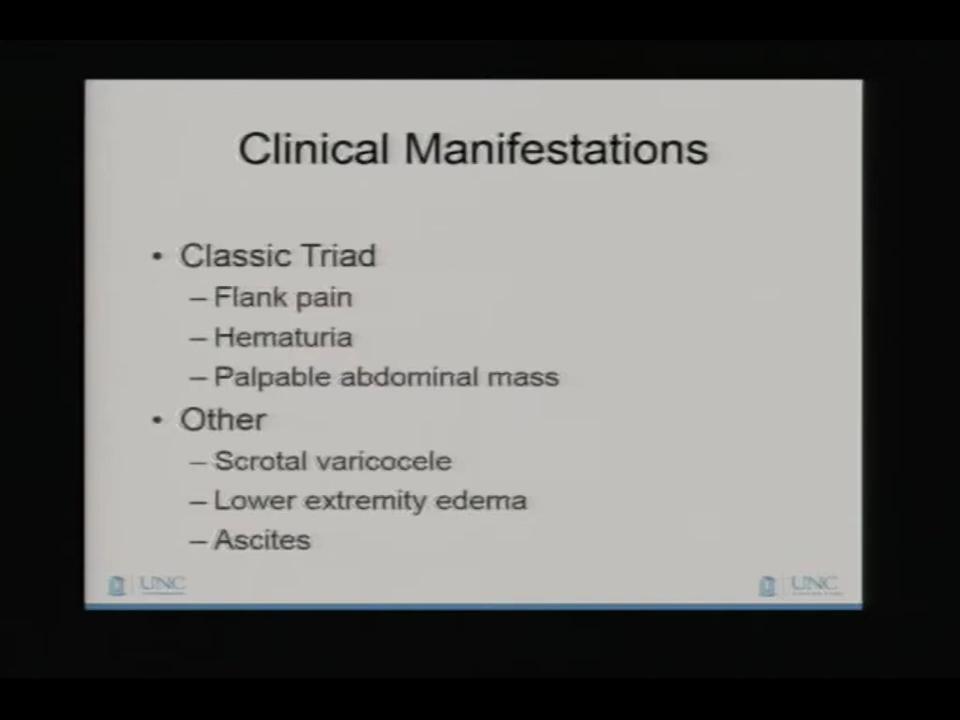 Clinical Manifestations
• Classic Triad
– Flank pain
– Hematuria
– Palpable abdominal mass
• Other
– Scrotal varicocele
– Lower extremity edema
– Ascites
UNC
UNC